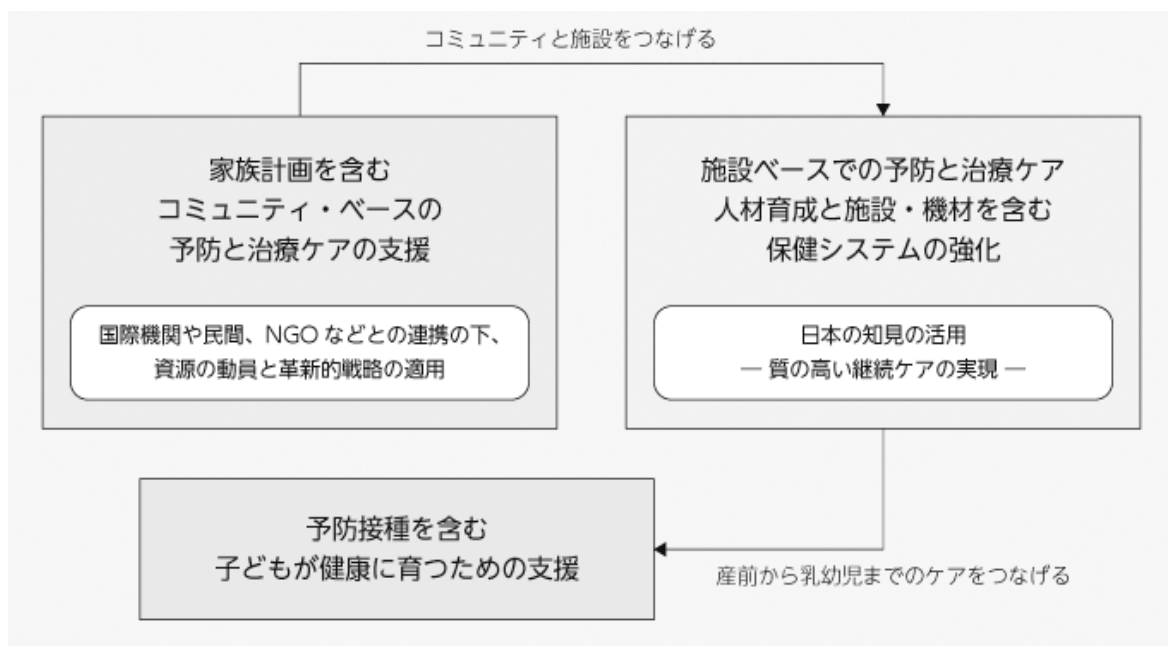 コミュニティと施設をつなげる
家族計画を含む
コミュニティ・ベースの
予防と治療ケアの支援
国際機関や民間、NGO などとの連携の下、
資源の動員と革新的戦略の適用
施設ベースでの予防と治療ケア
人材育成と施設・機材を含む
保健システムの強化
日本の知見の活用
― 質の高い継続ケアの実現 ―
予防接種を含む
子どもが健康に育つための支援
産前から乳幼児までのケアをつなげる